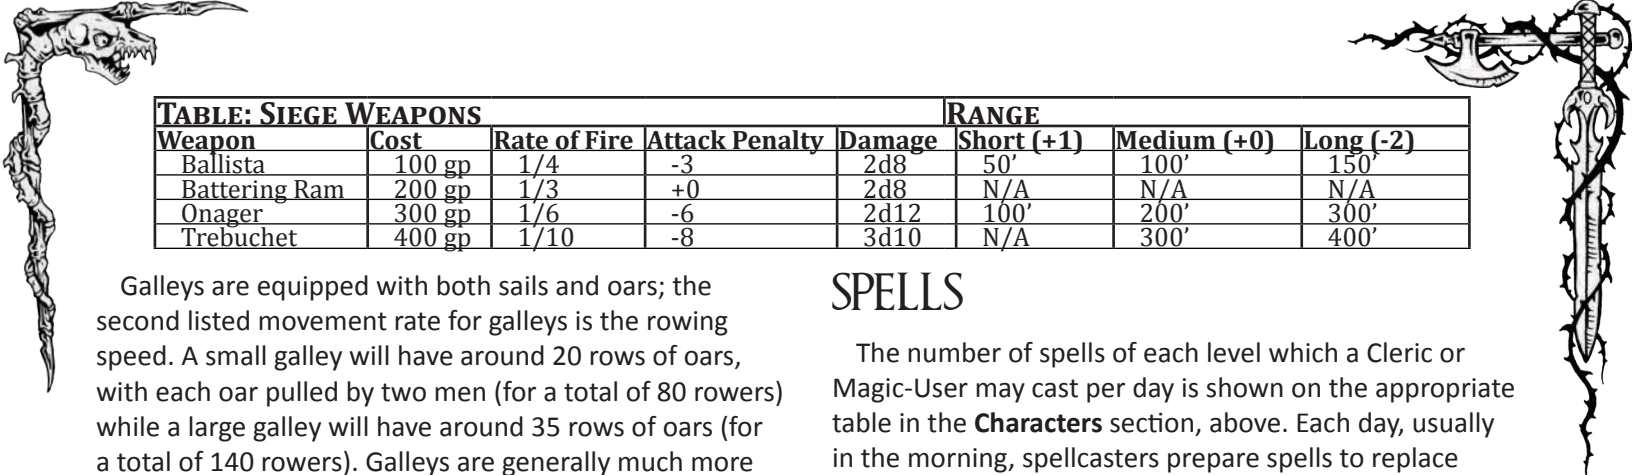 TABLE: SIEGE WEAPONS RANGE
Weapon Cost Rate of Fire Attack Penalty Damage Short (+1) Medium (+0) Long (-2)
Ballista 100 gp 1/4 -3 2d8 50’ 100’ 150’
Battering Ram 200 gp 1/3 +0 2d8 N/A N/A N/A
Onager 300 gp 1/6 -6 2d12 100’ 200’ 300’
Trebuchet 400 gp 1/10 -8 3d10 N/A 300’ 400’
Galleys are equipped with both sails and oars; the
second listed movement rate for galleys is the rowing
speed. A small galley will have around 20 rows of oars,
with each oar pulled by two men (for a total of 80 rowers)
while a large galley will have around 35 rows of oars (for
a total of 140 rowers). Galleys are generally much more
SPELLS
The number of spells of each level which a Cleric or
Magic-User may cast per day is shown on the appropriate
table in the Characters section, above. Each day, usually
in the morning, spellcasters prepare spells to replace